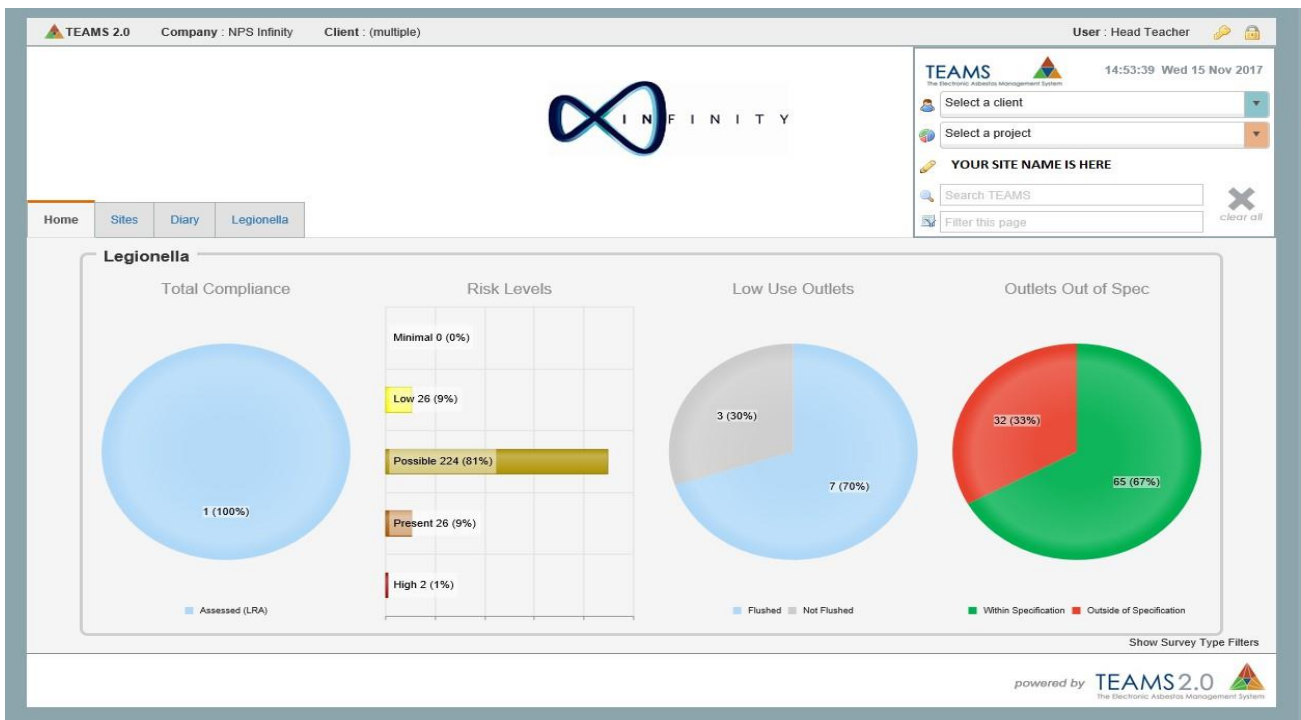 TEAMS 2.0 Company : NPS Infinity Client : (multiple) User : Head Teacher
INFINITY
TEAMS
The Electronic Asbestos Management System
14:53:39 Wed 15 Nov 2017
Select a client
Select a project
YOUR SITE NAME IS HERE
Search TEAMS
Filter this page
clear all
Home Sites Diary Legionella
Legionella
Total Compliance
1 (100%)
Assessed (LRA)
Risk Levels
Minimal 0 (0%)
Low 26 (9%)
Possible 224 (81%)
Present 26 (9%)
High 2 (1%)
Low Use Outlets
3 (30%)
7 (70%)
Flushed Not Flushed
Outlets Out of Spec
32 (33%)
65 (67%)
Within Specification Outside of Specification
Show Survey Type Filters
powered by TEAMS 2.0
The Electronic Asbestos Management System